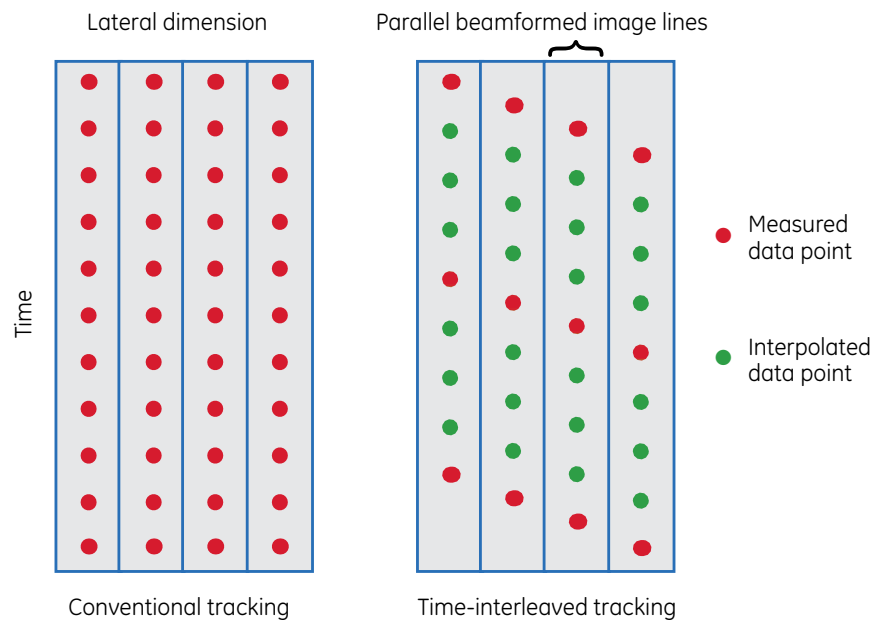 Lateral dimension
Parallel beamformed image lines
Time
Measured
data point
Interpolated
data point
Conventional tracking
Time-interleaved tracking